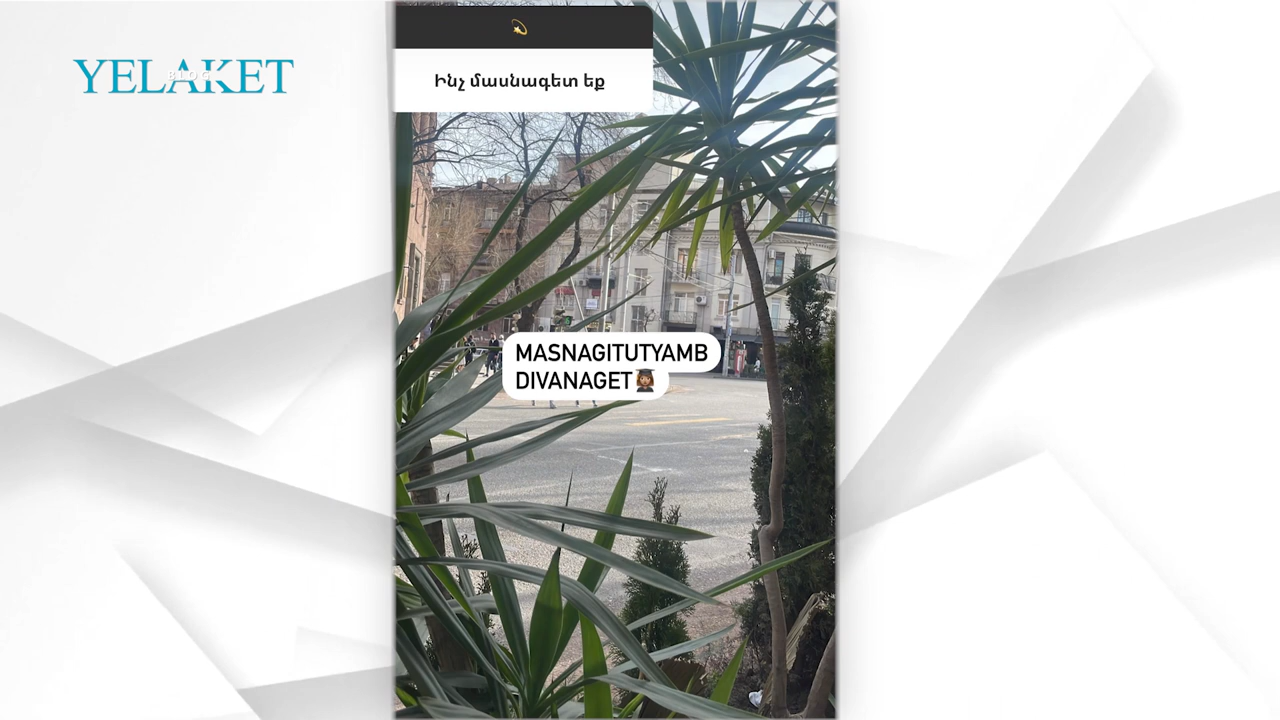 YELAKET
BLOG
💫
Ինչ մասնագետ եք
MASNAGITUTYAMB
DIVANAGET👩🏽‍🎓